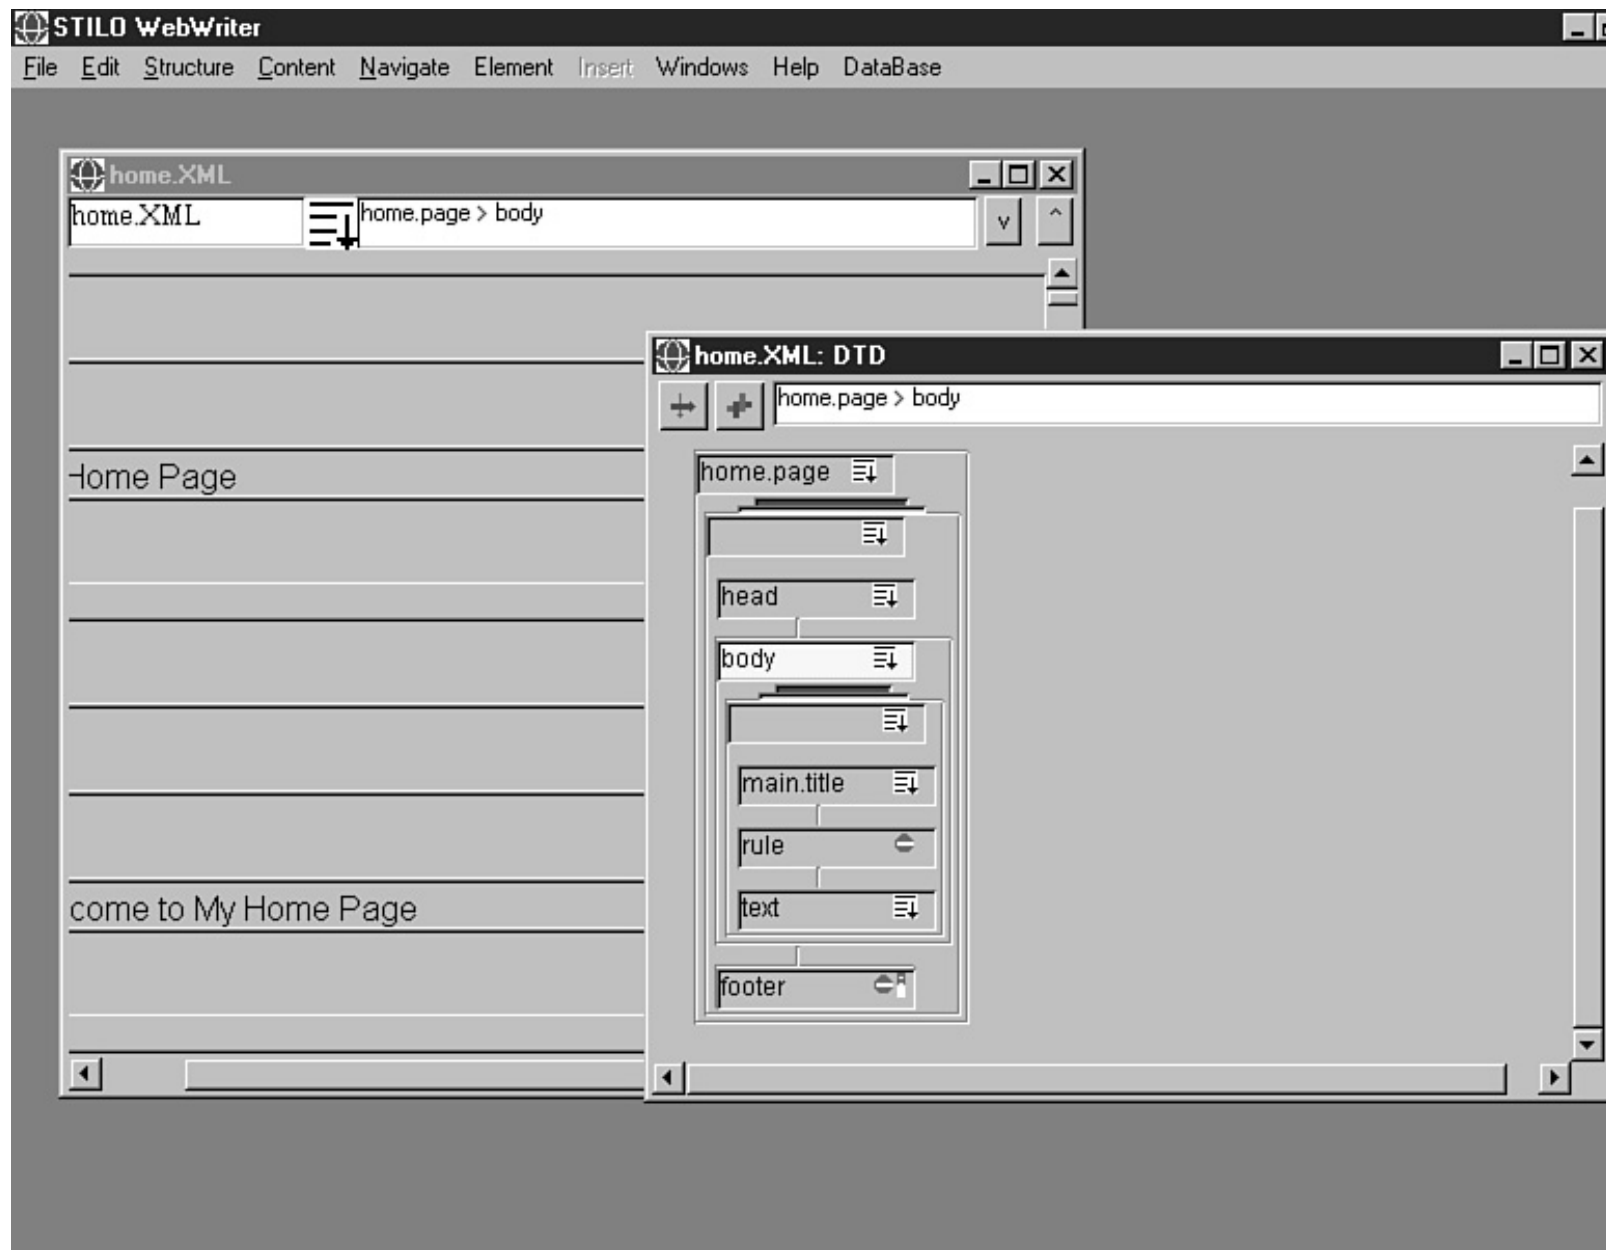 STILO WebWriter
File Edit Structure Content Navigate Element Insert Windows Help DataBase
home.XML
home.XML home.page > body v ^
Home Page
come to My Home Page
home.XML: DTD
home.page > body
home.page
head
body
main.title
rule
text
footer